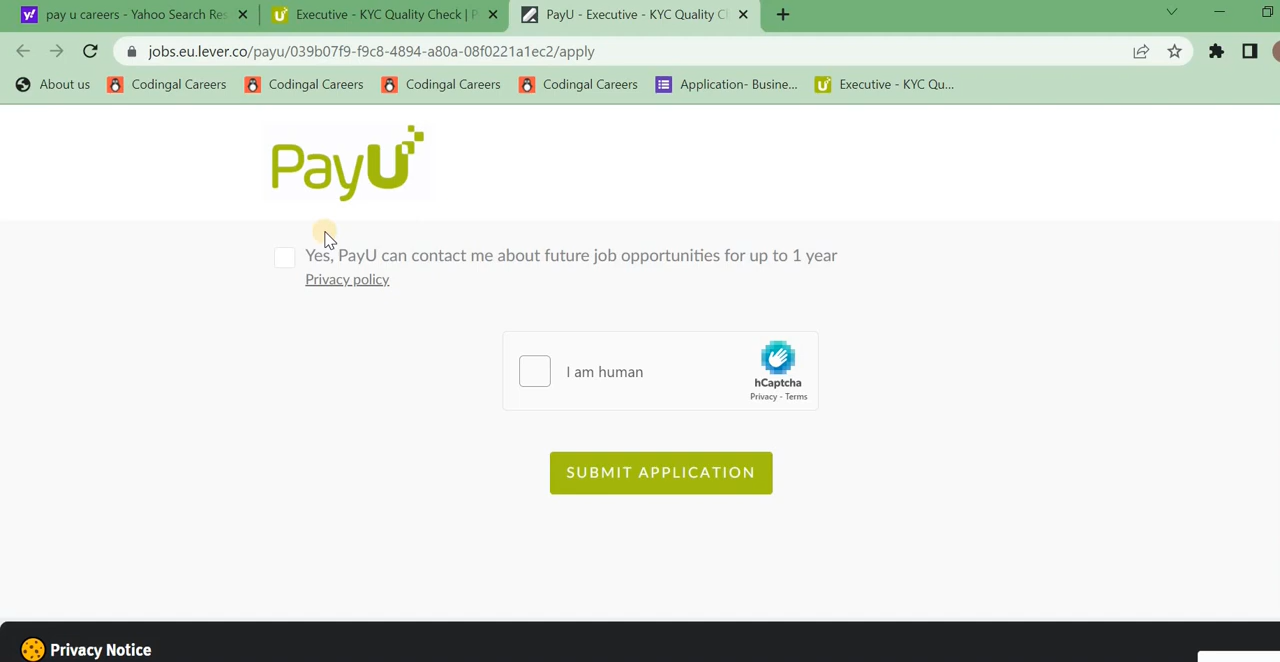 pay u careers - Yahoo Search Res
Executive - KYC Quality Check | P
PayU - Executive - KYC Quality C
jobs.eu.lever.co/payu/039b07f9-f9c8-4894-a80a-08f0221a1ec2/apply
About us
Codingal Careers
Codingal Careers
Codingal Careers
Codingal Careers
Application- Busine...
Executive - KYC Qu...
PayU
Yes, PayU can contact me about future job opportunities for up to 1 year
Privacy policy
I am human
hCaptcha
Privacy - Terms
SUBMIT APPLICATION
Privacy Notice